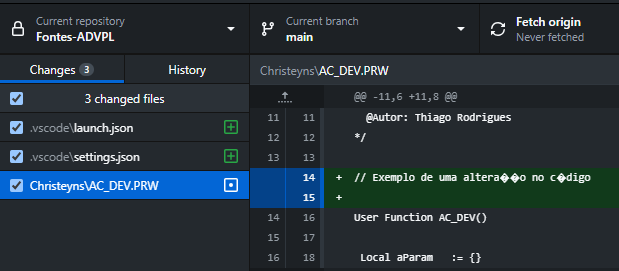 Current repository
Fontes-ADVPL
Current branch
main
Fetch origin
Never fetched
Changes 3
History
Christeyns\AC_DEV.PRW
3 changed files
.vscode\launch.json
.vscode\settings.json
Christeyns\AC_DEV.PRW
@@ -11,6 +11,8 @@
11 11 @Autor: Thiago Rodrigues
12 12 */
13 13
14 + // Exemplo de uma altera��o no c�digo
15 +
14 16 User Function AC_DEV()
15 17
16 18 Local aParam := {}